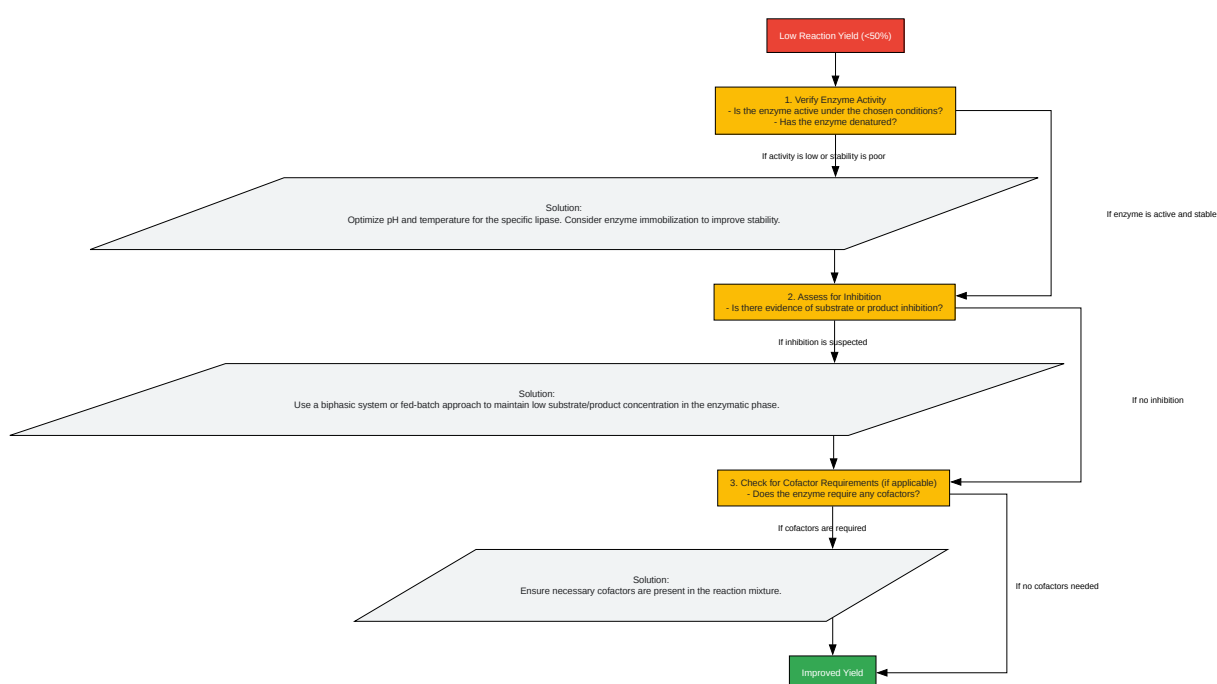 Low Reaction Yield (<50%)
1. Verify Enzyme Activity
- Is the enzyme active under the chosen conditions?
- Has the enzyme denatured?
If activity is low or stability is poor
Solution:
Optimize pH and temperature for the specific lipase. Consider enzyme immobilization to improve stability.
If enzyme is active and stable
2. Assess for Inhibition
- Is there evidence of substrate or product inhibition?
If inhibition is suspected
Solution:
Use a biphasic system or fed-batch approach to maintain low substrate/product concentration in the enzymatic phase.
If no inhibition
3. Check for Cofactor Requirements (if applicable)
- Does the enzyme require any cofactors?
If cofactors are required
Solution:
Ensure necessary cofactors are present in the reaction mixture.
If no cofactors needed
Improved Yield